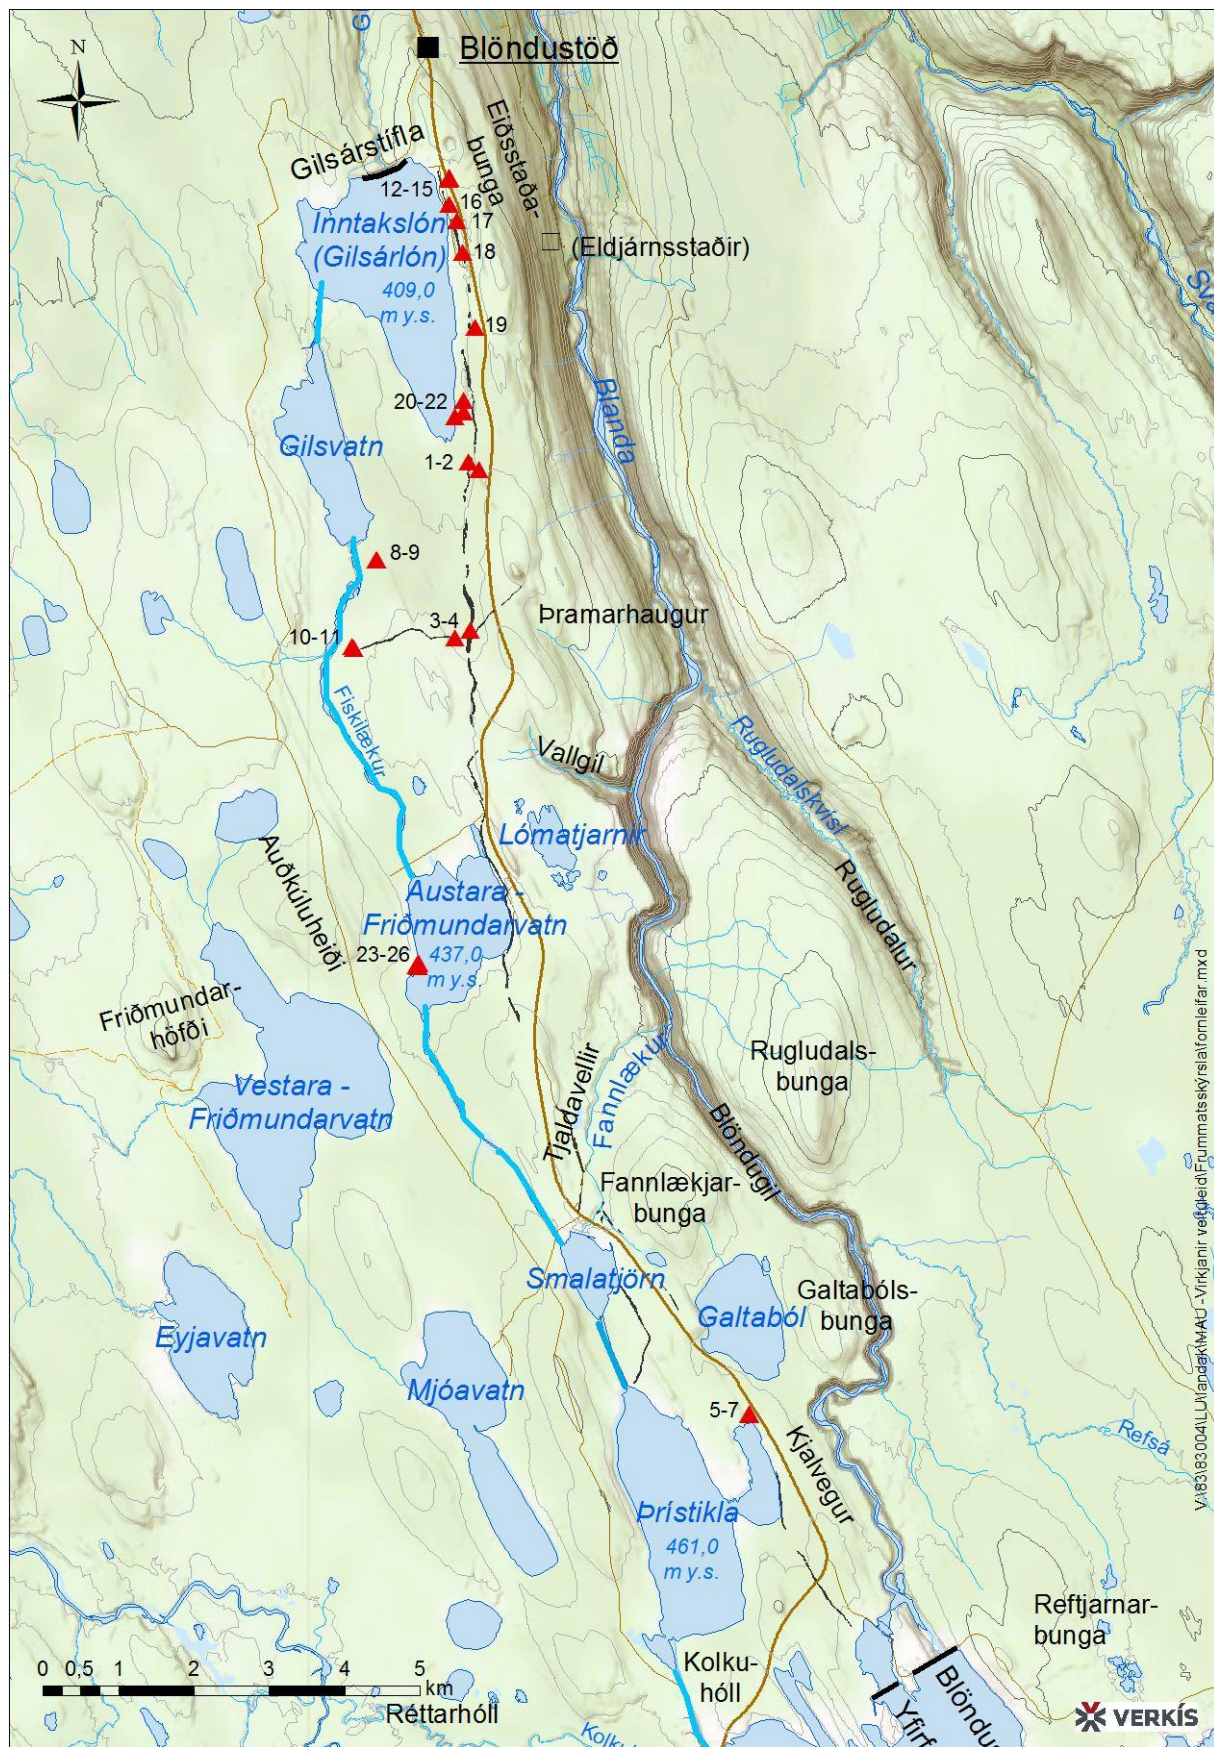 N
Blöndustöð
Gilsárstífla
Eiðsstaða-
bunga
12-15
16
17
18
Inntakslón
(Gilsárlón)
409,0
m y.s.
(Eldjárnsstaðir)
19
20-22
Blanda
Gilsvatn
1-2
8-9
10-11
3-4
Þramarhaugur
Fiskilækur
Vallgil
Rugludalskvísl
Lómatjarnir
Rugludalur
Auðkúluheiði
Austara -
Friðmundarvatn
437,0
m y.s.
23-26
Friðmundar-
höfði
Vestara -
Friðmundarvatn
Tjaldavellir
Fannlækur
Rugludals-
bunga
Blöndugil
Fannlækjar-
bunga
Smalatjörn
Galtaból
Galtabóls-
bunga
Eyjavatn
Mjóavatn
5-7
Kjalvegur
Refsá
Þrístikla
461,0
m y.s.
Reftjarnar-
bunga
Kolku-
hóll
0 0,5 1 2 3 4 5
km
Réttarhóll
VERKÍS